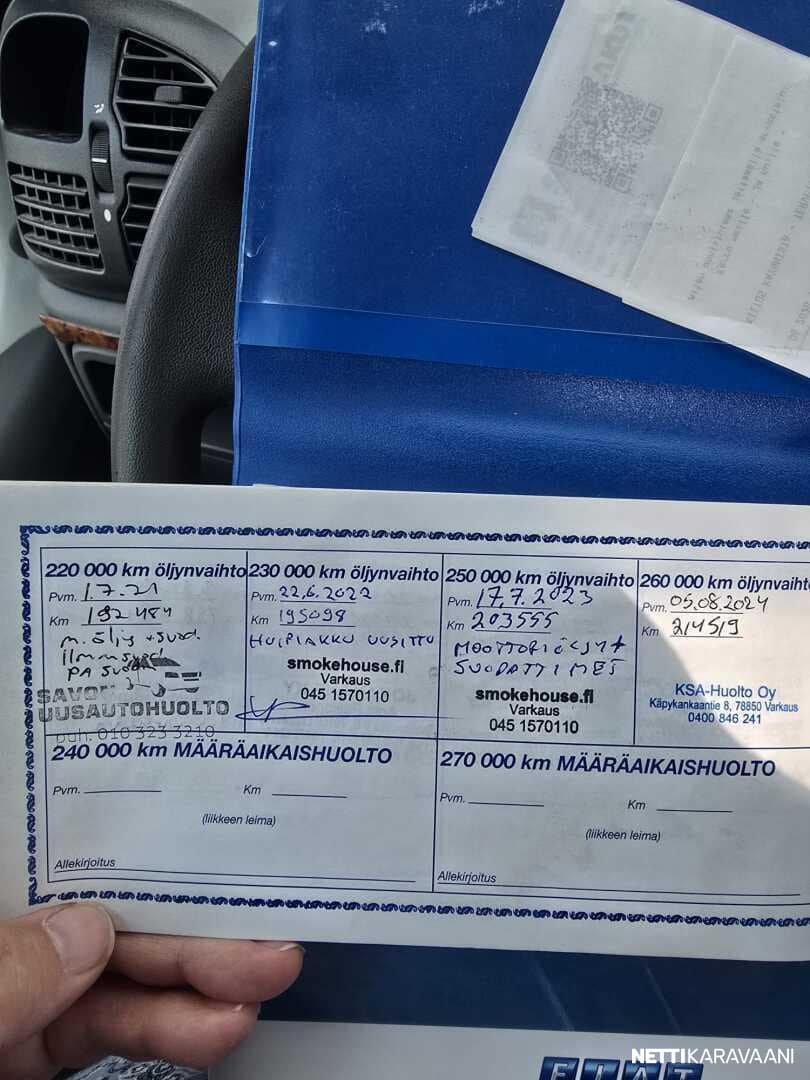 220 000 km öljynvaihto
Pvm. 1.7.21
Km 192484
m. öljy + suod.
ilmansuod.
SAVON
UUSAUTOHUOLTO
puh. 010 323 3210
230 000 km öljynvaihto
Pvm. 22.6.2022
Km 195098
UUSITTU
smokehouse.fi
Varkaus
045 1570110
250 000 km öljynvaihto
Pvm. 17.7.2023
Km 203555
MOOTTORIÖLJYT
SUODATTIMET
smokehouse.fi
Varkaus
045 1570110
260 000 km öljynvaiht
Pvm. 05.08.2024
Km 214519
KSA-Huolto Oy
Käpykankaantie 8, 78850 Varkaus
0400 846 241
240 000 km MÄÄRÄAIKAISHUOLTO
Pvm. Km
(liikkeen leima)
Allekirjoitus
270 000 km MÄÄRÄAIKAISHUOLTO
Pvm. Km
(liikkeen leima)
Allekirjoitus
FIAT
NETTIKARAVAANI